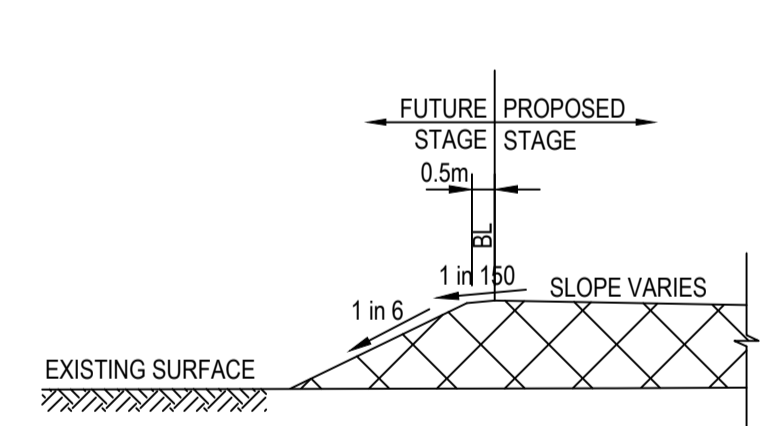 FUTURE PROPOSED
STAGE STAGE
0.5m
BL
1 in 150
SLOPE VARIES
1 in 6
EXISTING SURFACE